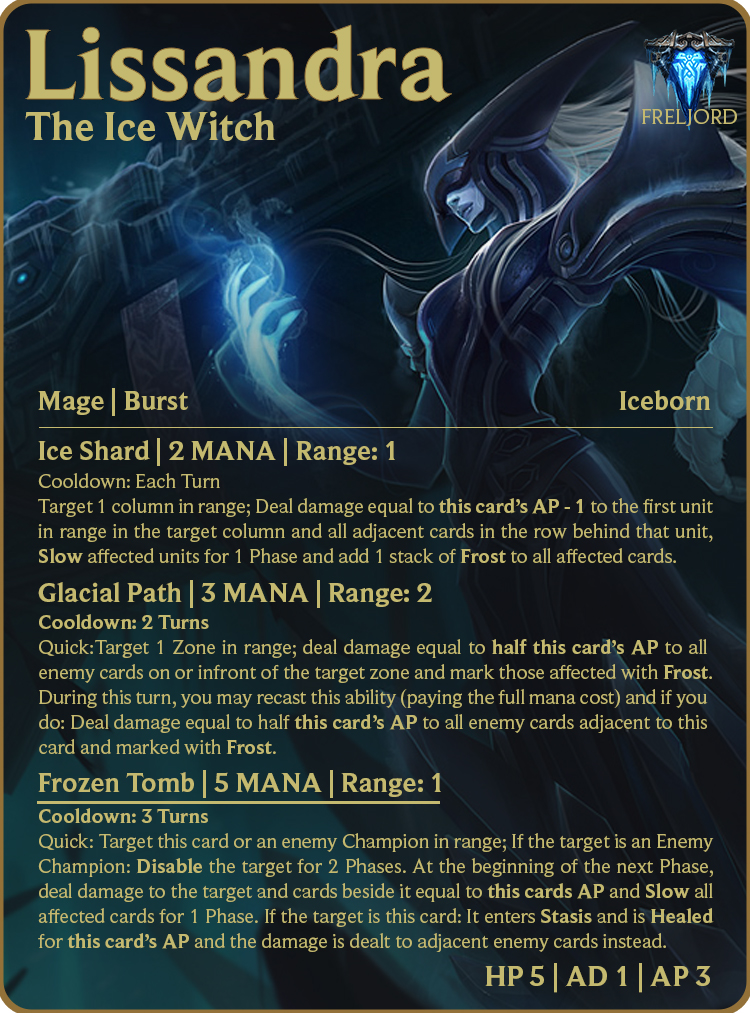 Lissandra
The Ice Witch
FRELJORD
Mage | Burst
Iceborn
Ice Shard | 2 MANA | Range: 1
Cooldown: Each Turn
Target 1 column in range; Deal damage equal to this card's AP - 1 to the first unit
in range in the target column and all adjacent cards in the row behind that unit,
Slow affected units for 1 Phase and add 1 stack of Frost to all affected cards.
Glacial Path | 3 MANA | Range: 2
Cooldown: 2 Turns
Quick:Target 1 Zone in range; deal damage equal to half this card's AP to all
enemy cards on or infront of the target zone and mark those affected with Frost.
During this turn, you may recast this ability (paying the full mana cost) and if you
do: Deal damage equal to half this card's AP to all enemy cards adjacent to this
card and marked with Frost.
Frozen Tomb | 5 MANA | Range: 1
Cooldown: 3 Turns
Quick: Target this card or an enemy Champion in range; If the target is an Enemy
Champion: Disable the target for 2 Phases. At the beginning of the next Phase,
deal damage to the target and cards beside it equal to this cards AP and Slow all
affected cards for 1 Phase. If the target is this card: It enters Stasis and is Healed
for this card's AP and the damage is dealt to adjacent enemy cards instead.
HP 5 | AD 1 | AP 3